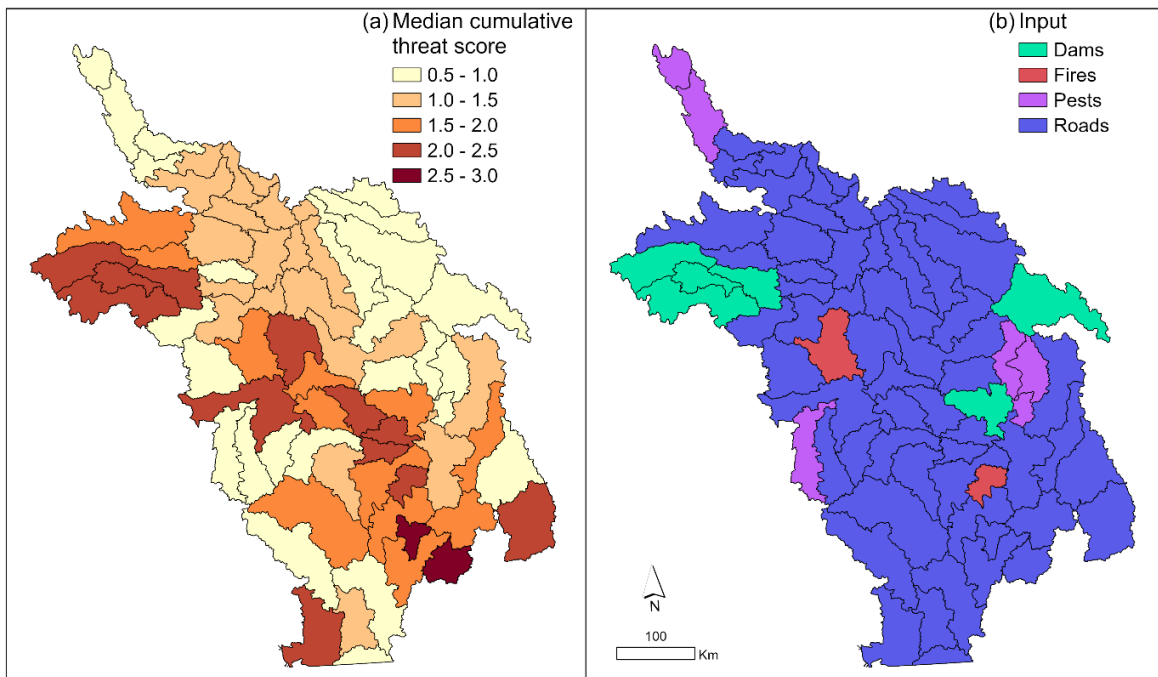 (a) Median cumulative
threat score
0.5 - 1.0
1.0 - 1.5
1.5 - 2.0
2.0 - 2.5
2.5 - 3.0
(b) Input
Dams
Fires
Pests
Roads
N
100
Km